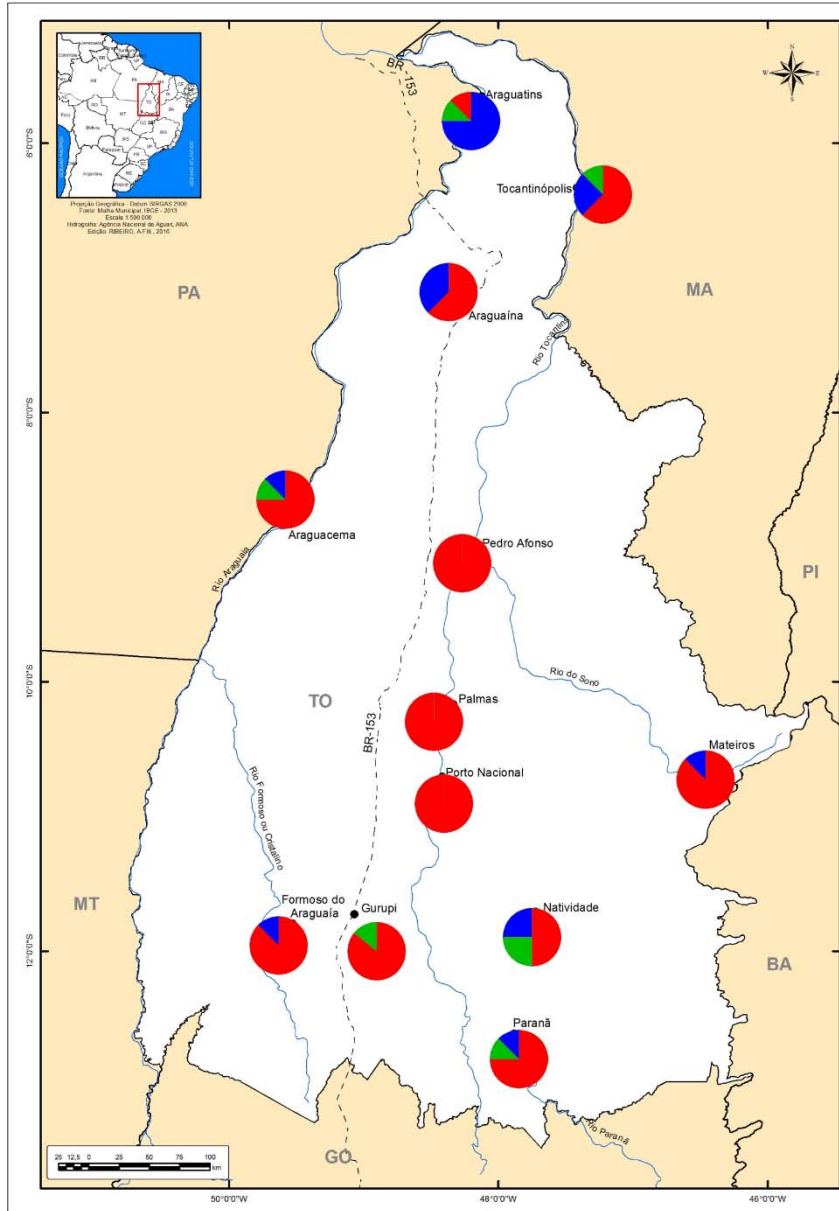 N
W
E
S
BR -153
Araguatins
6°0'0"S
Projeção Geográfica - Datum SIRGAS 2000
Fonte: Malha Municipal, IBGE - 2013
Escala 1:500.000
Hidrografia: Agência Nacional de Águas, ANA
Edição: RIBEIRO, A.F.N., 2016
Tocantinópolis
PA
MA
Araguaína
Rio Tocantins
8°0'0"S
Araguacema
Rio Araguaia
Pedro Afonso
PI
Rio do Sono
10°0'0"S
TO
Palmas
BR-153
Mateiros
Porto Nacional
Rio Formoso ou Cristalino
MT
Formoso do
Araguaía
Gurupi
Natividade
12°0'0"S
BA
Paranã
Rio Paranã
25 12,5 0 25 50 75 100
km
GO
50°0'0"W
48°0'0"W
46°0'0"W